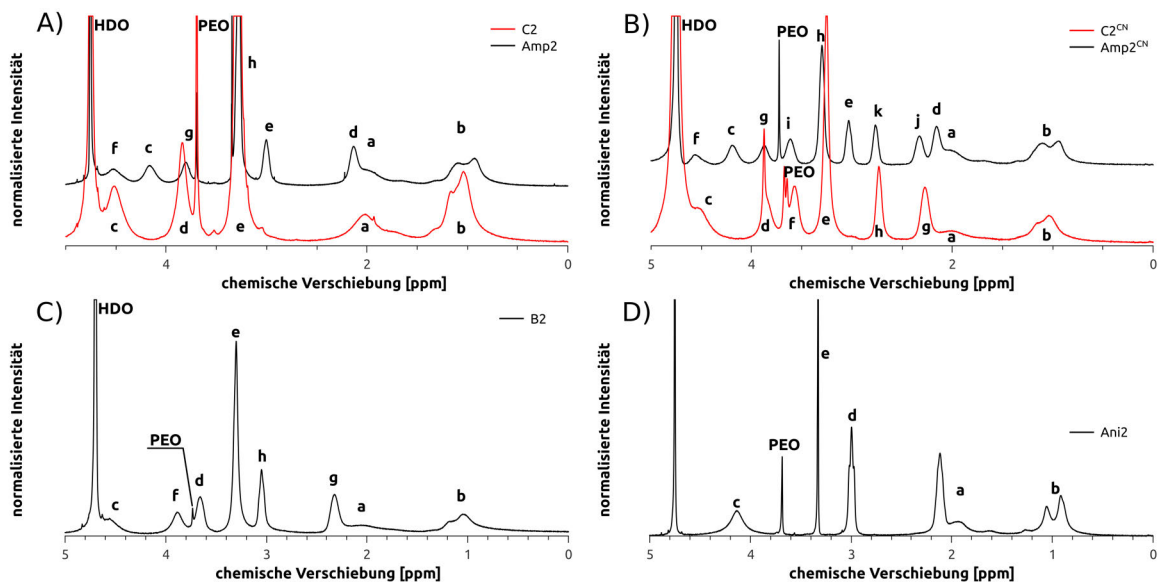 A)
HDO
PEO
C2
Amp2
h
e
d
a
b
f
c
g
c
d
e
a
b
normalisierte Intensität
4
2
0
chemische Verschiebung [ppm]
B)
HDO
PEO
h
C2^CN
Amp2^CN
g
e
k
d
f
c
i
j
a
b
PEO
c
d
f
e
h
g
a
b
normalisierte Intensität
5
4
3
2
1
0
chemische Verschiebung [ppm]
C)
HDO
B2
e
PEO
h
g
c
f
d
a
b
normalisierte Intensität
5
4
3
2
1
0
chemische Verschiebung [ppm]
D)
e
Ani2
PEO
d
c
a
b
normalisierte Intensität
5
4
3
2
1
0
chemische Verschiebung [ppm]